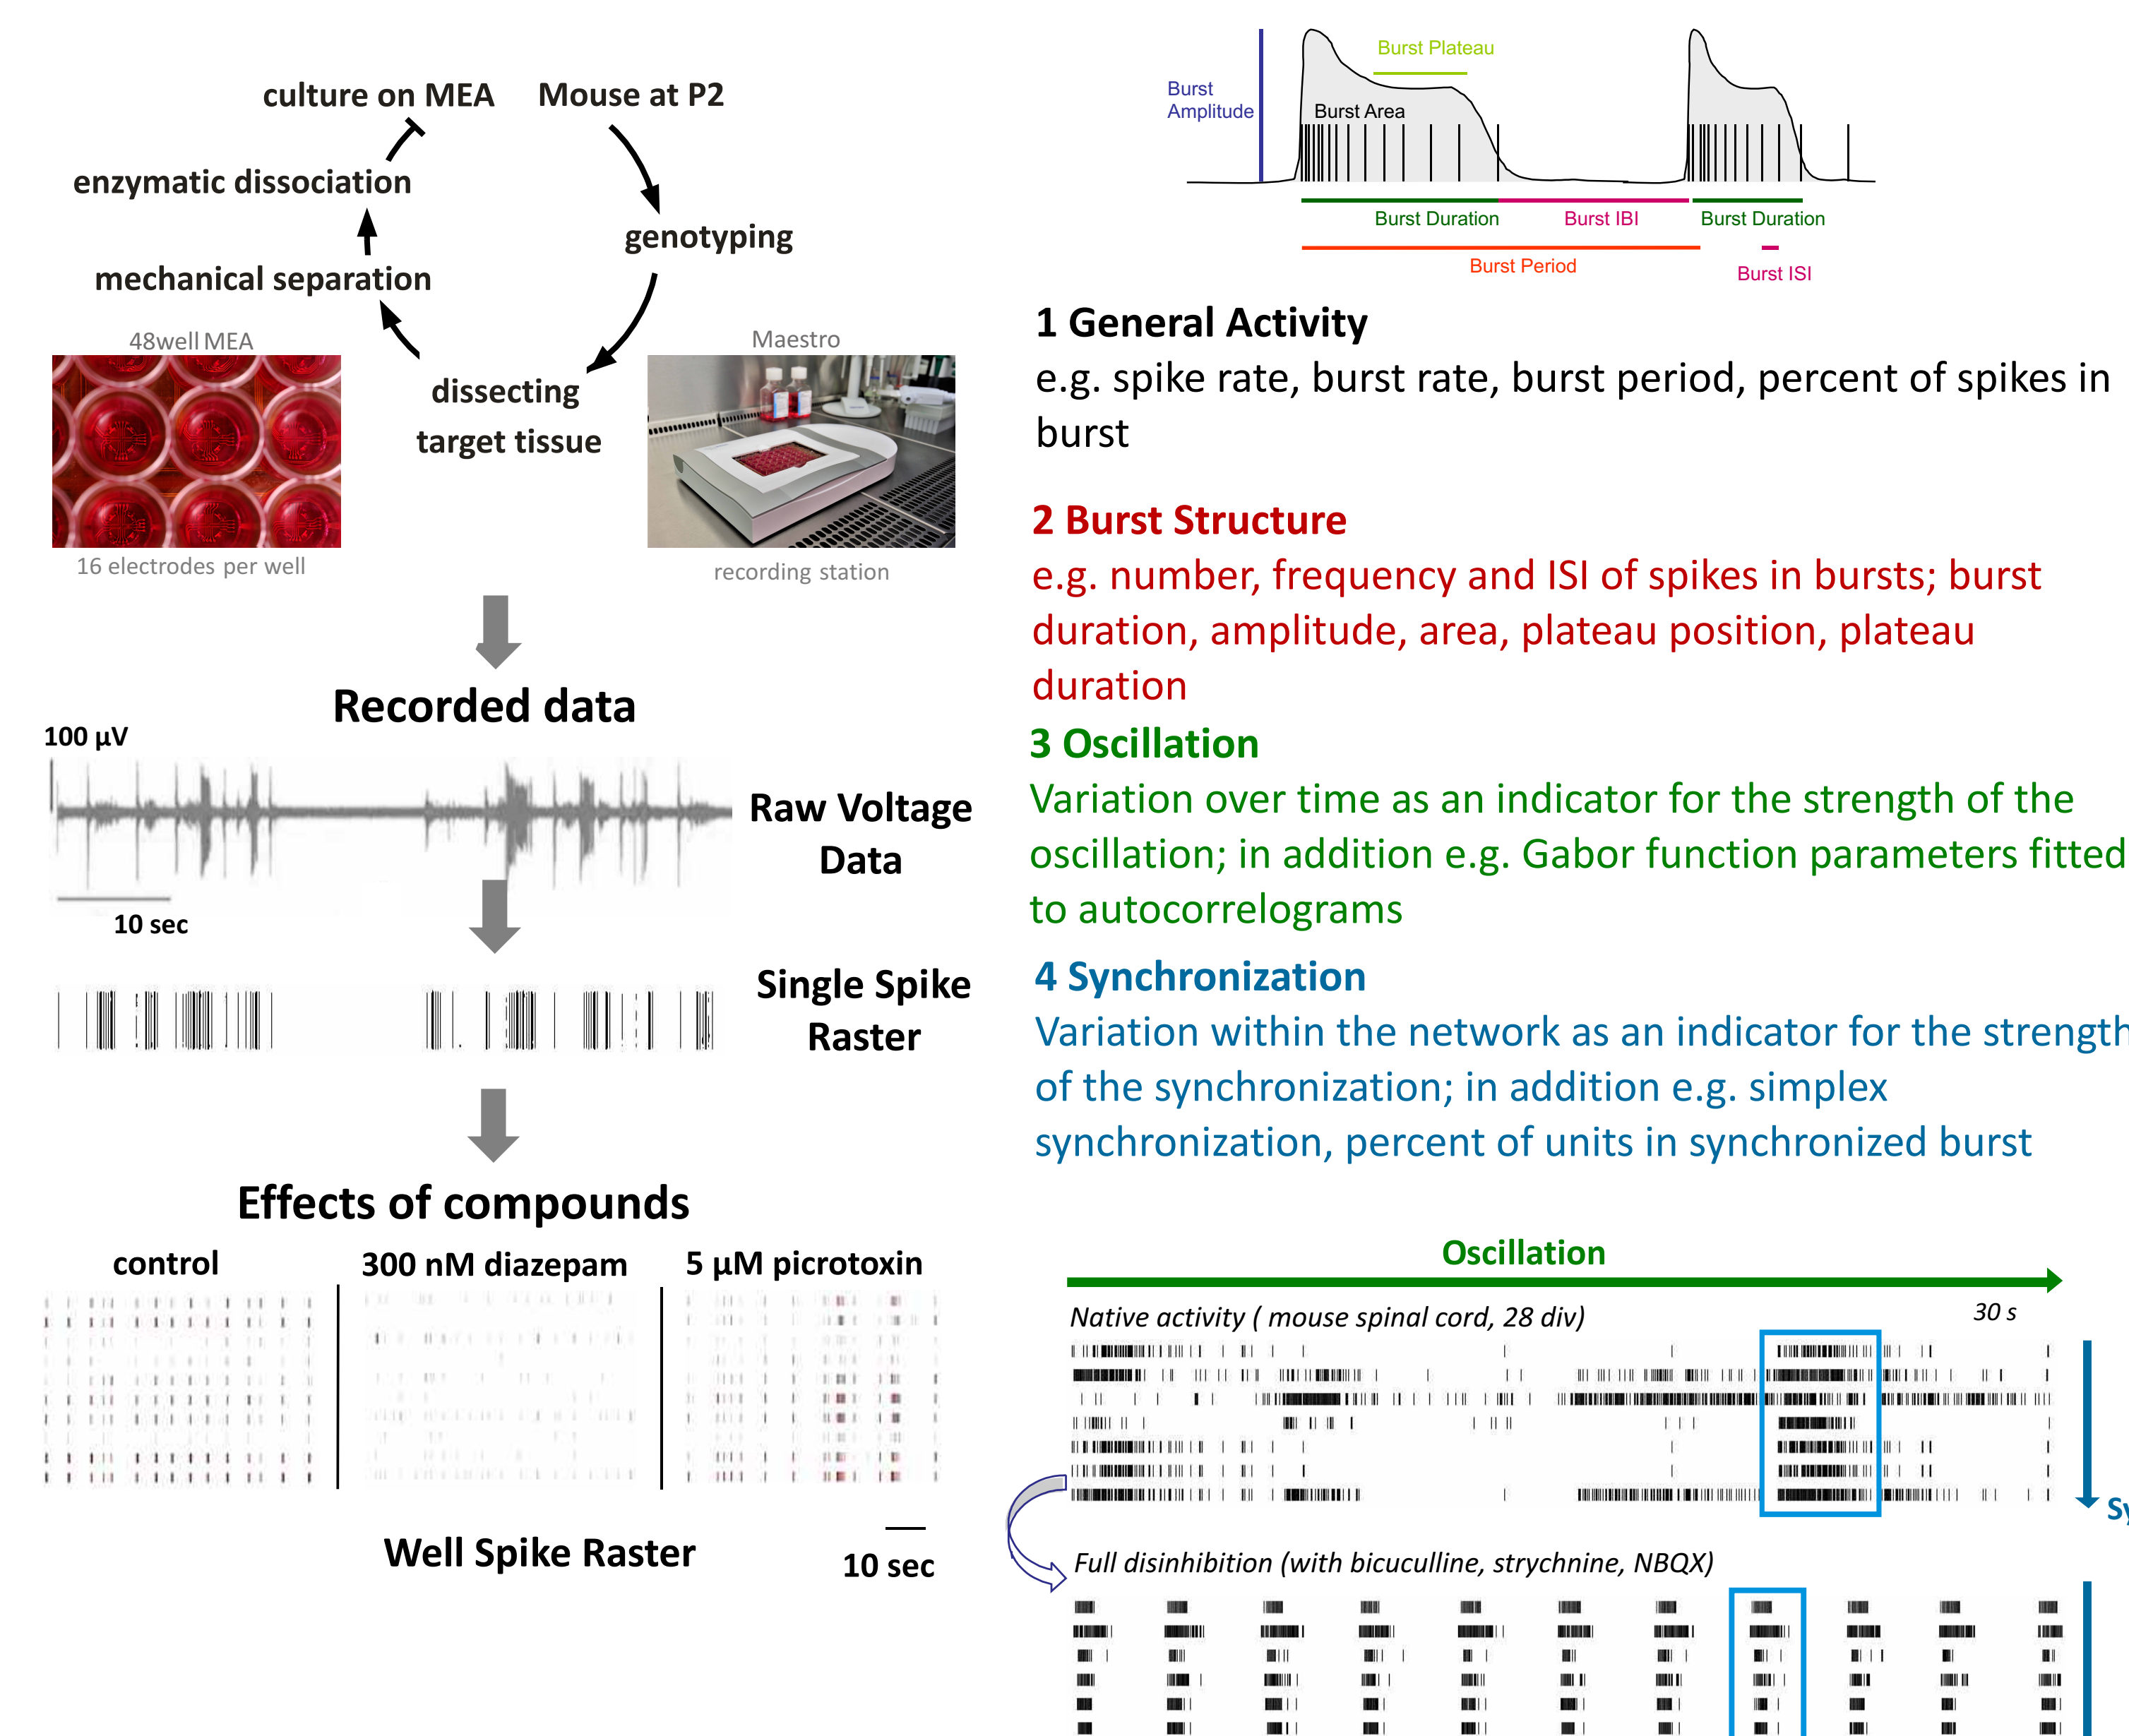 culture on MEA
Mouse at P2
enzymatic dissociation
genotyping
mechanical separation
48well MEA
Maestro
dissecting
target tissue
16 electrodes per well
recording station
Recorded data
100 µV
Raw Voltage
Data
10 sec
Single Spike
Raster
Effects of compounds
control
300 nM diazepam
5 µM picrotoxin
Well Spike Raster
10 sec
Burst Plateau
Burst
Amplitude
Burst Area
Burst Duration
Burst IBI
Burst Duration
Burst Period
Burst ISI
1 General Activity
e.g. spike rate, burst rate, burst period, percent of spikes in
burst
2 Burst Structure
e.g. number, frequency and ISI of spikes in bursts; burst
duration, amplitude, area, plateau position, plateau
duration
3 Oscillation
Variation over time as an indicator for the strength of the
oscillation; in addition e.g. Gabor function parameters fitted
to autocorrelograms
4 Synchronization
Variation within the network as an indicator for the strength
of the synchronization; in addition e.g. simplex
synchronization, percent of units in synchronized burst
Oscillation
Native activity ( mouse spinal cord, 28 div)
30 s
Full disinhibition (with bicuculline, strychnine, NBQX)